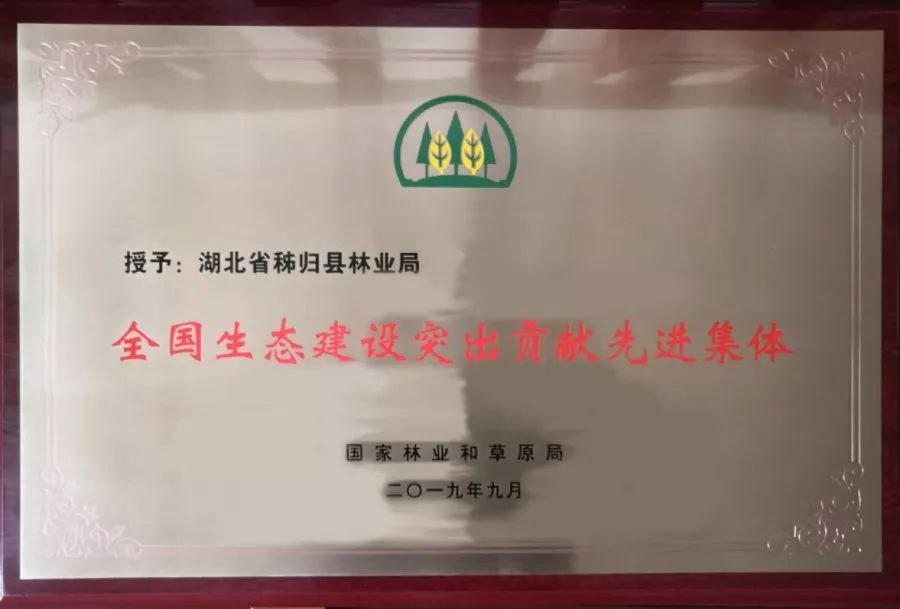 授予：湖北省秭归县林业局
全国生态建设突出贡献先进集体
国家林业和草原局
二〇一九年九月